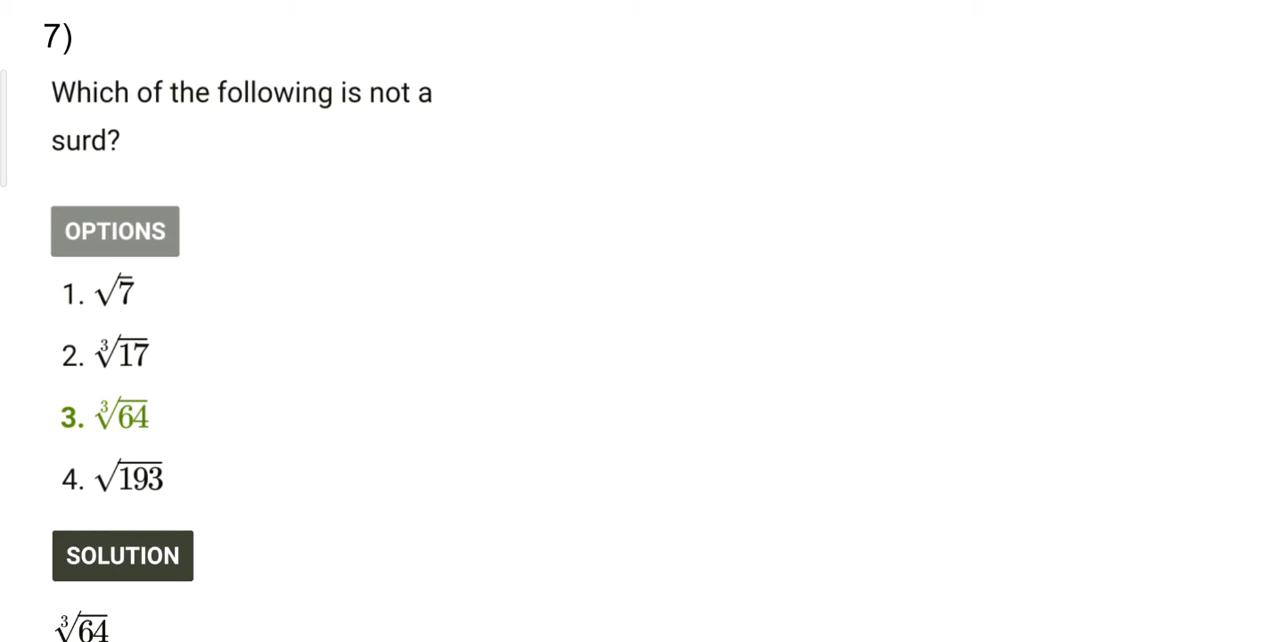 7)
Which of the following is not a
surd?
OPTIONS
1. √7
2. ∛17
3. ∛64
4. √193
SOLUTION
∛64